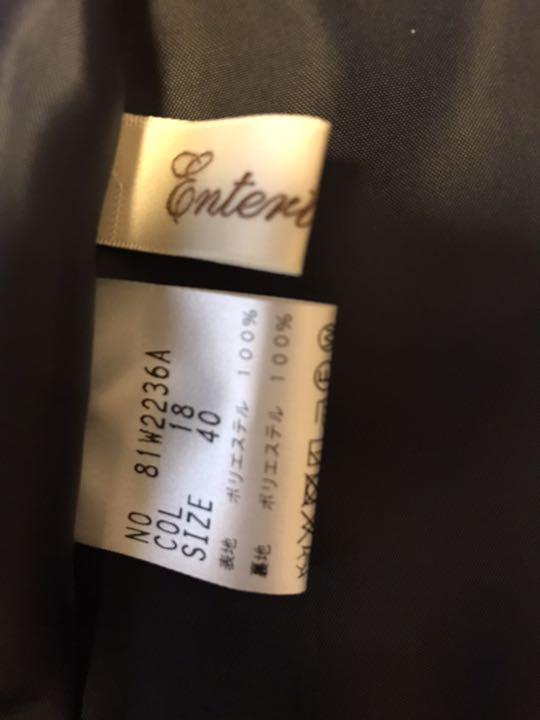 Entert
NO 81W2236A
COL 18
SIZE 40
表地 ポリエステル 100%
裏地 ポリエステル 100%